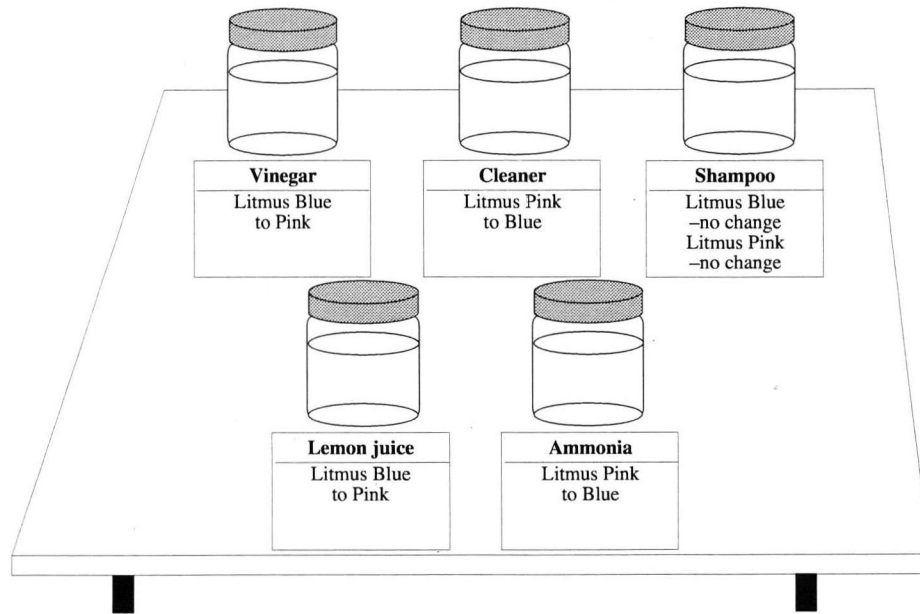 Vinegar
Litmus Blue
to Pink
Cleaner
Litmus Pink
to Blue
Shampoo
Litmus Blue
–no change
Litmus Pink
–no change
Lemon juice
Litmus Blue
to Pink
Ammonia
Litmus Pink
to Blue